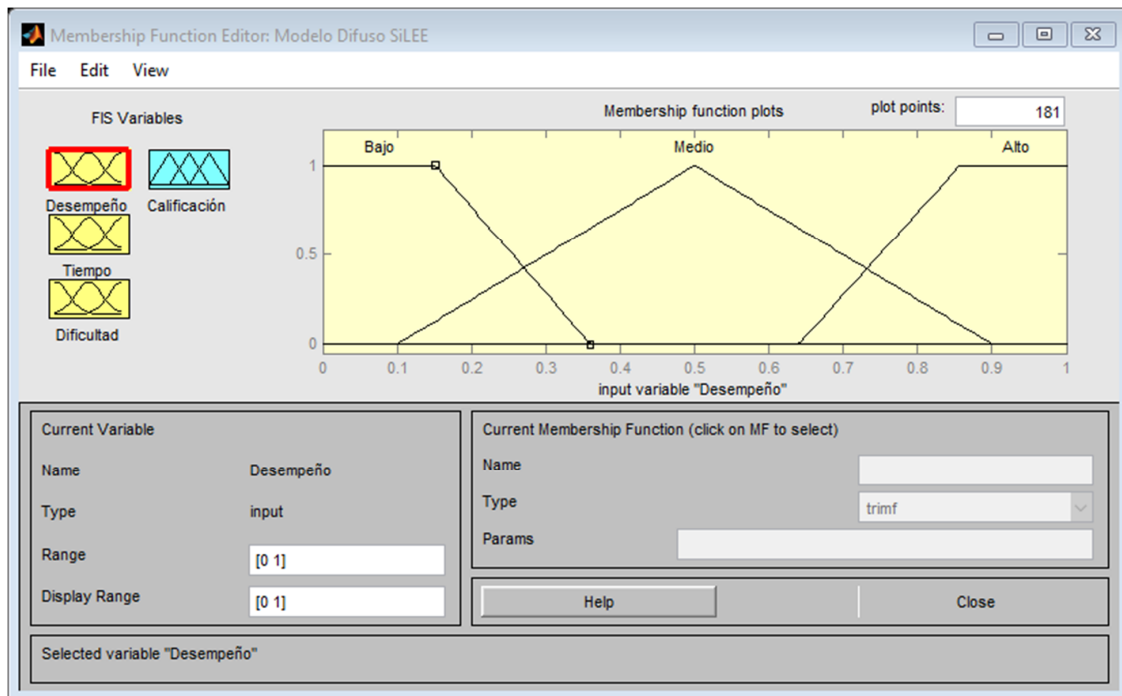 Membership Function Editor: Modelo Difuso SiLEE
File Edit View
FIS Variables
Membership function plots
plot points:
181
Desempeño
Calificación
Tiempo
Dificultad
Bajo
Medio
Alto
1
0.5
0
0 0.1 0.2 0.3 0.4 0.5 0.6 0.7 0.8 0.9 1
input variable "Desempeño"
Current Variable
Name Desempeño
Type input
Range [0 1]
Display Range [0 1]
Current Membership Function (click on MF to select)
Name
Type trimf
Params
Help
Close
Selected variable "Desempeño"